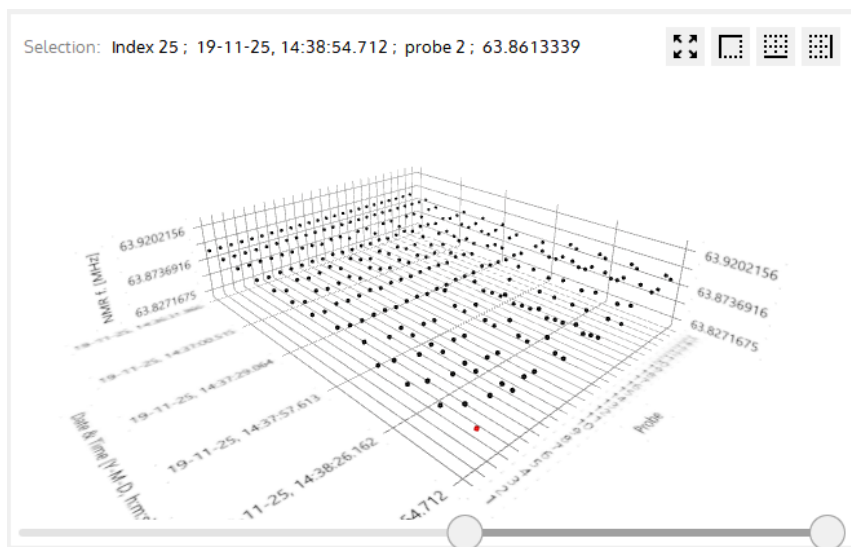 Selection: Index 25 ; 19-11-25, 14:38:54.712 ; probe 2 ; 63.8613339
63.9202156
63.8736916
63.8271675
NMR f [MHz]
63.9202156
63.8736916
63.8271675
19-11-25, 14:37:00.515
19-11-25, 14:37:29.064
19-11-25, 14:37:57.613
11-25, 14:38:26.162
54.712
Date & Time [Y-M-D, h:m:s
Probe